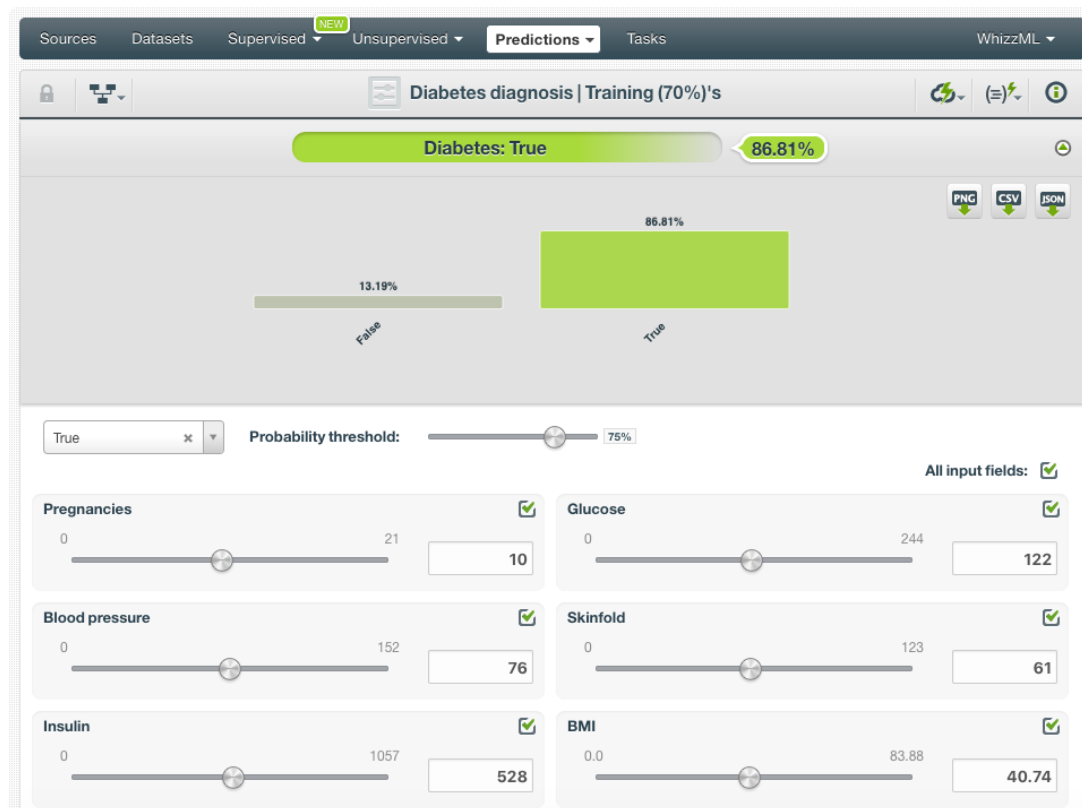 NEW
Sources Datasets Supervised Unsupervised Predictions Tasks WhizzML
Diabetes diagnosis | Training (70%)'s
Diabetes: True 86.81%
PNG CSV JSON
86.81%
13.19%
False True
True Probability threshold: 75%
All input fields:
Pregnancies Glucose
0 21 0 244
10 122
Blood pressure Skinfold
0 152 0 123
76 61
Insulin BMI
0 1057 0.0 83.88
528 40.74